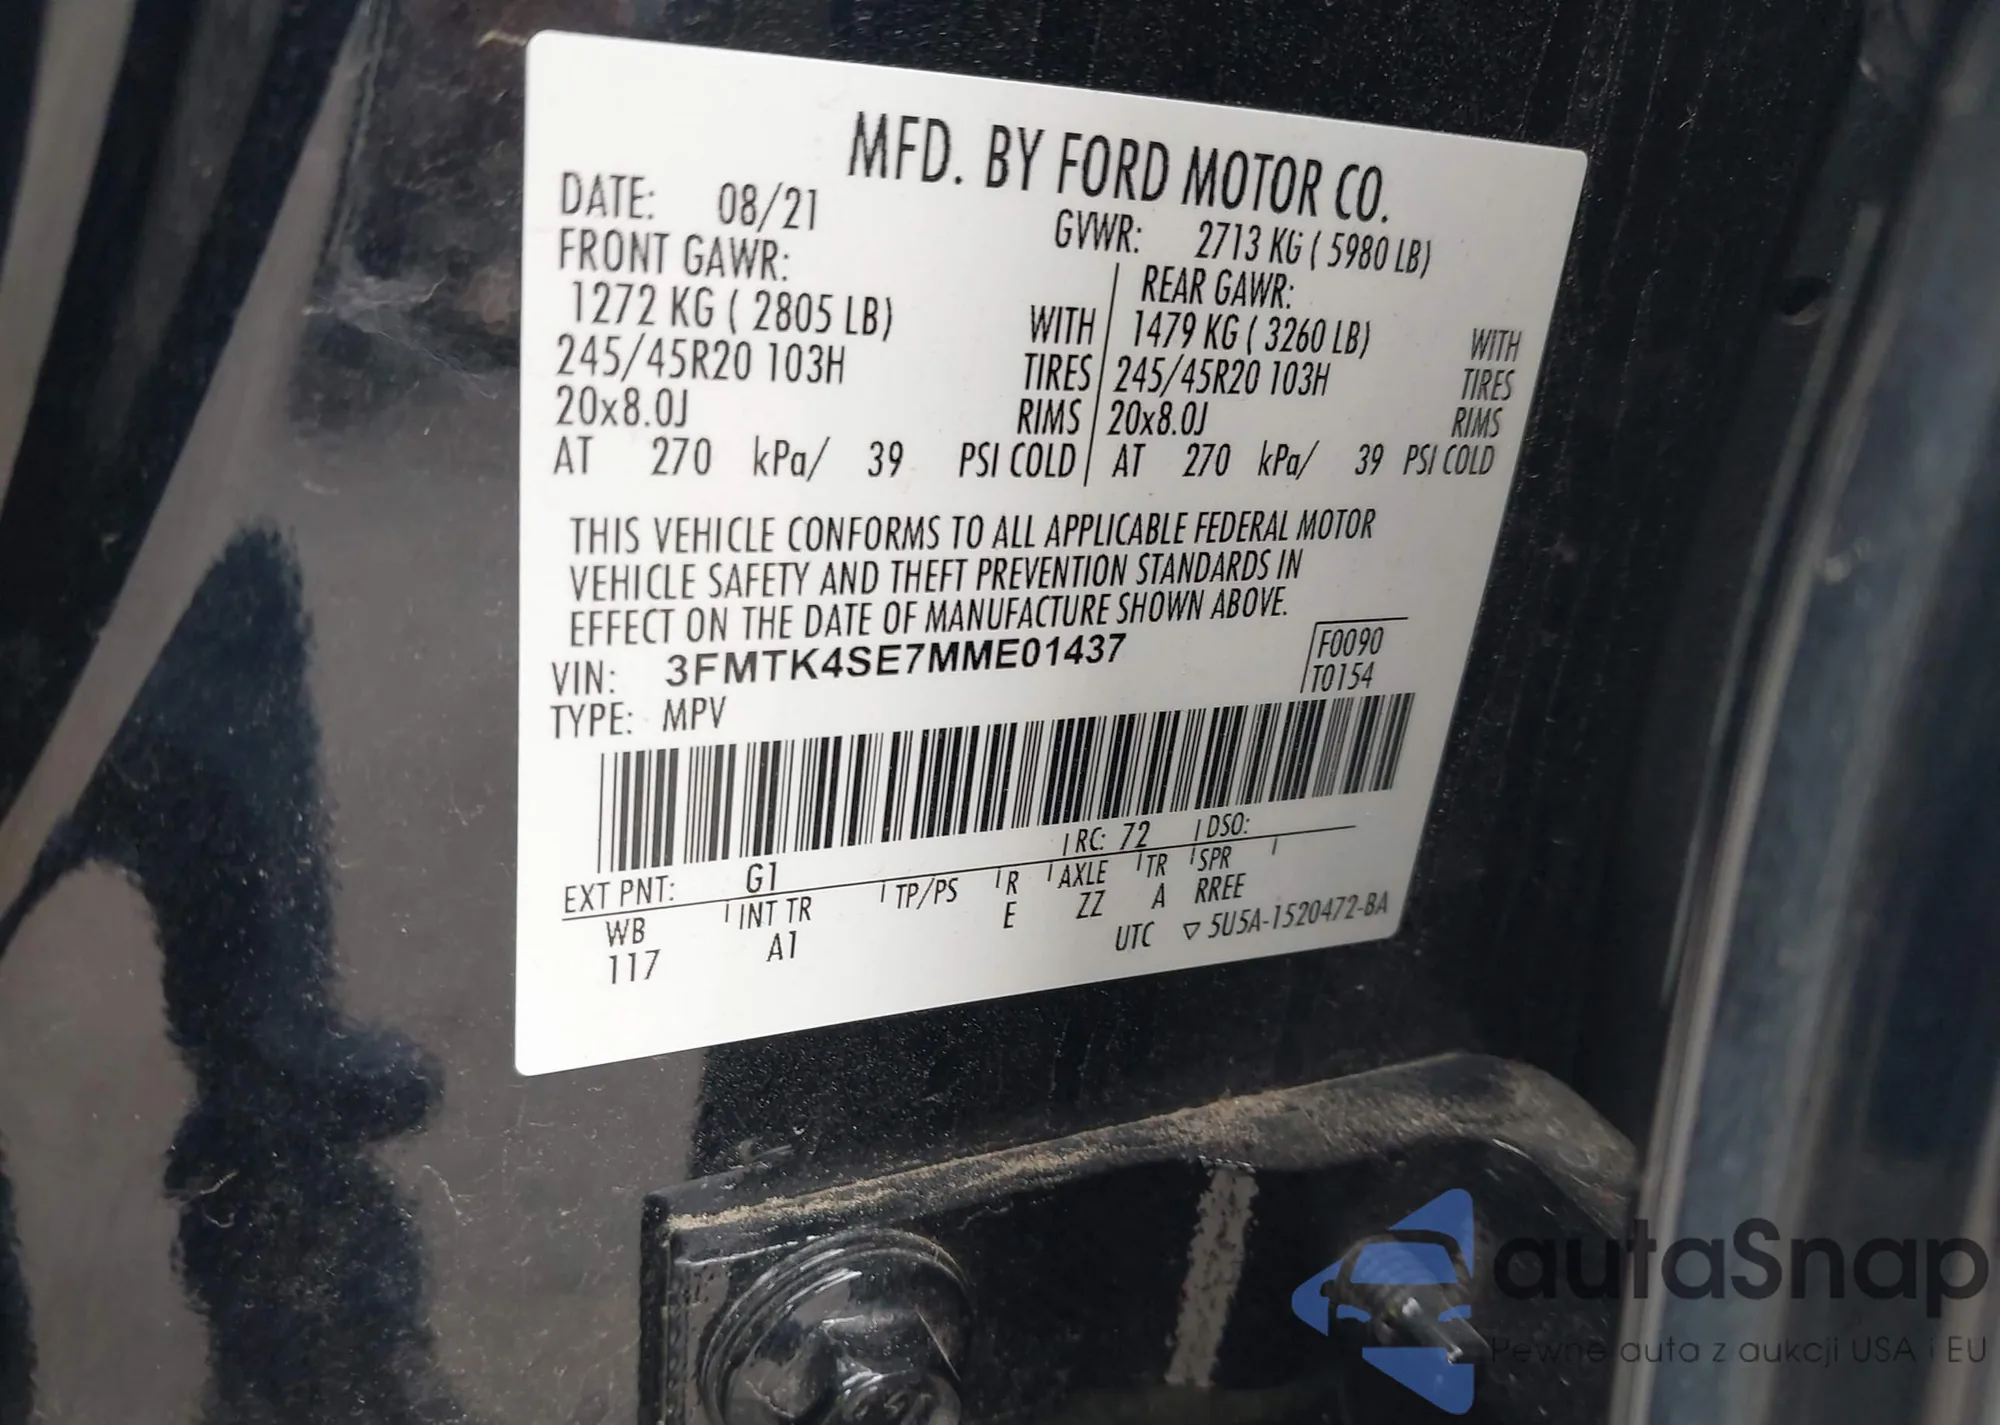 MFD. BY FORD MOTOR CO.
DATE: 08/21
GVWR: 2713 KG ( 5980 LB)
FRONT GAWR:
REAR GAWR:
1272 KG ( 2805 LB) WITH
1479 KG ( 3260 LB) WITH
245/45R20 103H TIRES
245/45R20 103H TIRES
20x8.0J RIMS
20x8.0J RIMS
AT 270 kPa/ 39 PSI COLD
AT 270 kPa/ 39 PSI COLD
THIS VEHICLE CONFORMS TO ALL APPLICABLE FEDERAL MOTOR
VEHICLE SAFETY AND THEFT PREVENTION STANDARDS IN
EFFECT ON THE DATE OF MANUFACTURE SHOWN ABOVE.
VIN: 3FMTK4SE7MME01437
F0090
T0154
TYPE: MPV
EXT PNT: G1 RC: 72 DSO:
WB INT TR TP/PS R AXLE TR SPR
117 A1 E ZZ A RREE
UTC ▽ 5U5A-1520472-BA
autaSnap
Pewne auta z aukcji USA i EU